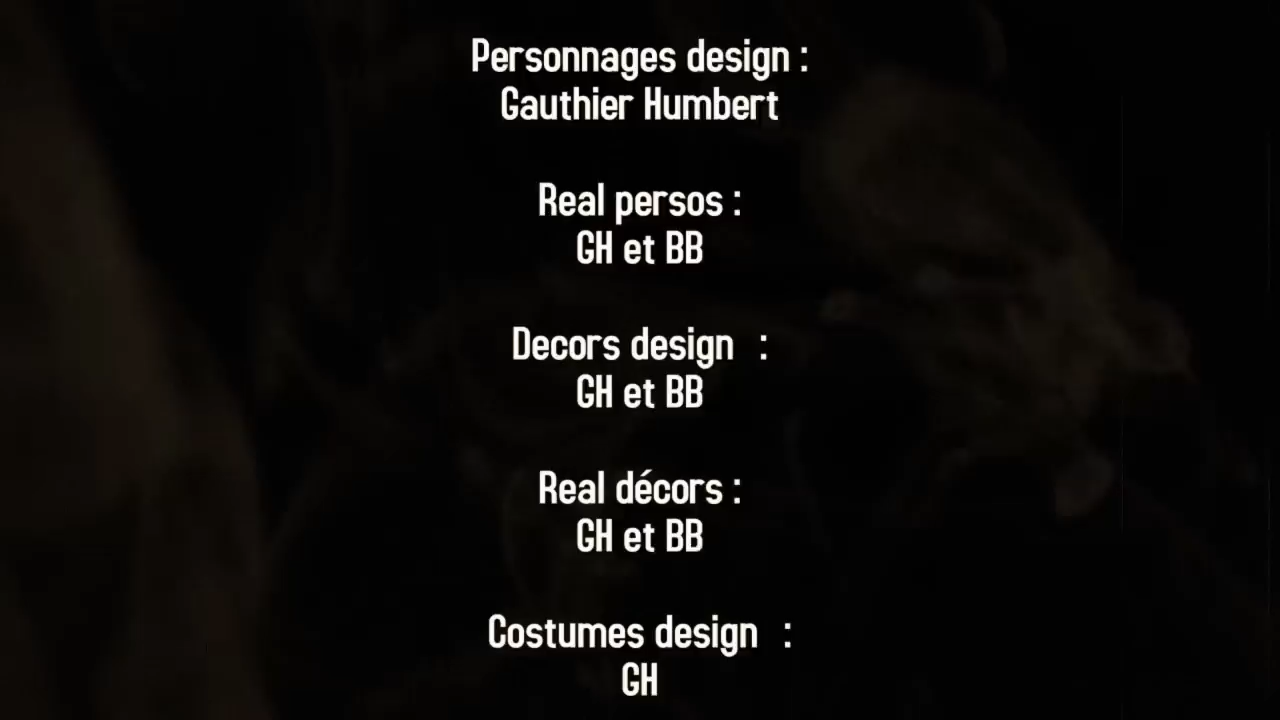 Personnages design :
Gauthier Humbert
Real persos :
GH et BB
Decors design :
GH et BB
Real décors :
GH et BB
Costumes design :
GH